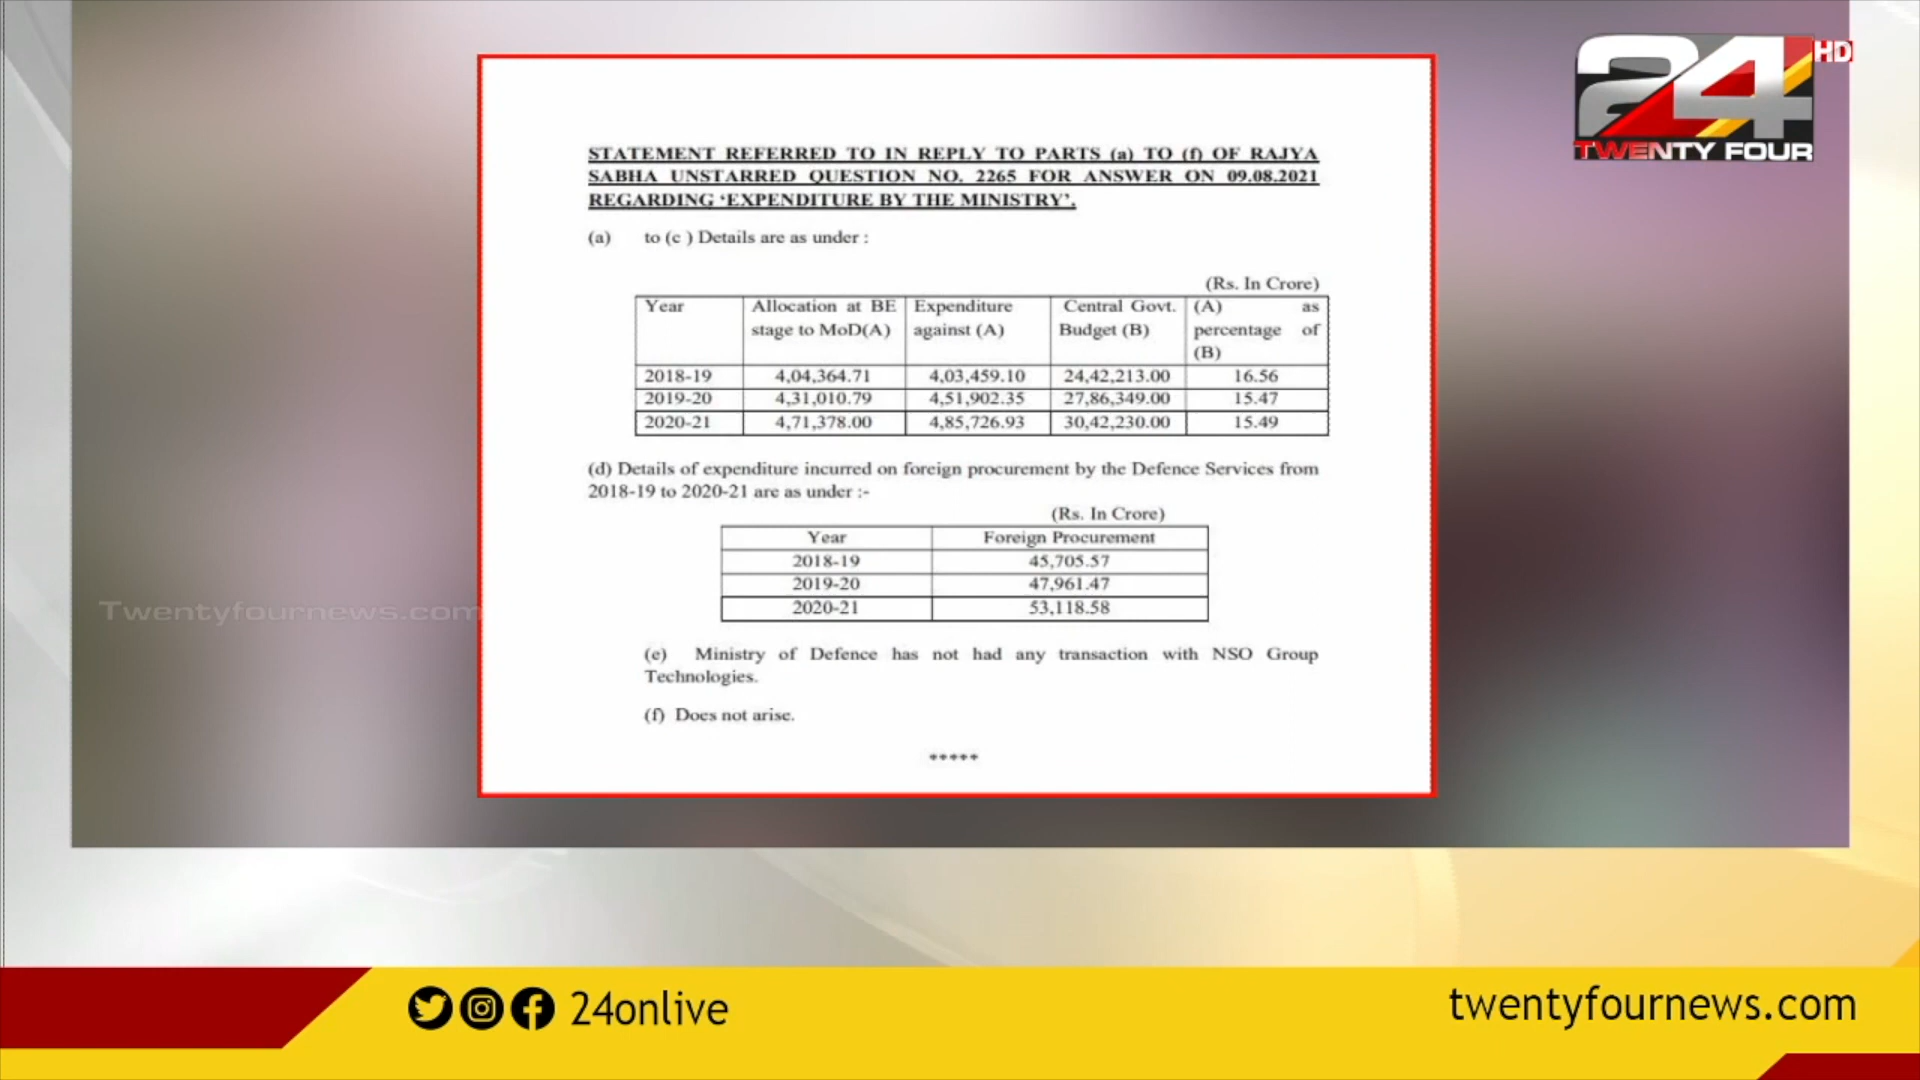 24
HD
TWENTY FOUR
STATEMENT REFERRED TO IN REPLY TO PARTS (a) TO (f) OF RAJYA
SABHA UNSTARRED QUESTION NO. 2265 FOR ANSWER ON 09.08.2021
REGARDING ‘EXPENDITURE BY THE MINISTRY’.
(a) to (c ) Details are as under :
(Rs. In Crore)
Year Allocation at BE stage to MoD(A) Expenditure against (A) Central Govt. Budget (B) (A) as percentage of (B)
2018-19 4,04,364.71 4,03,459.10 24,42,213.00 16.56
2019-20 4,31,010.79 4,51,902.35 27,86,349.00 15.47
2020-21 4,71,378.00 4,85,726.93 30,42,230.00 15.49
(d) Details of expenditure incurred on foreign procurement by the Defence Services from
2018-19 to 2020-21 are as under :-
(Rs. In Crore)
Year Foreign Procurement
2018-19 45,705.57
2019-20 47,961.47
2020-21 53,118.58
Twentyfournews.com
(e) Ministry of Defence has not had any transaction with NSO Group
Technologies.
(f) Does not arise.
*****
24onlive
twentyfournews.com